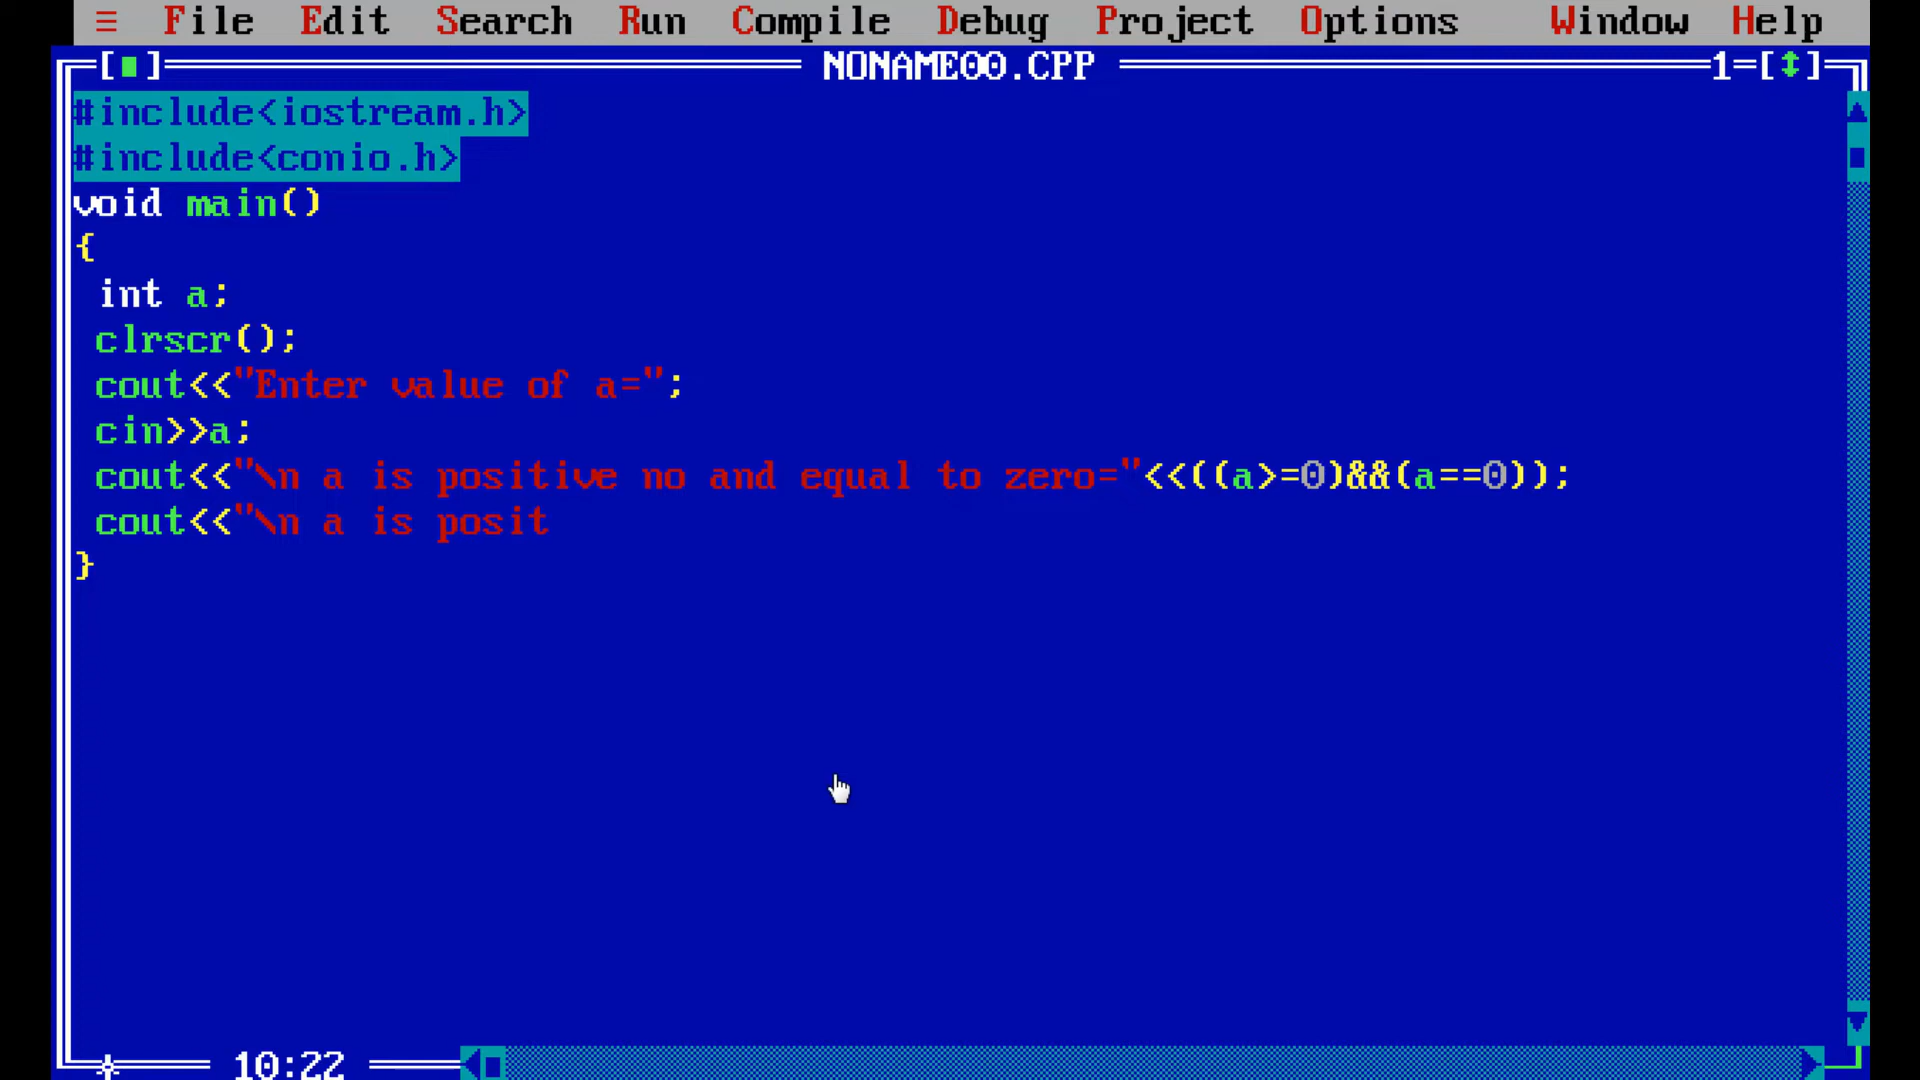 ≡ File Edit Search Run Compile Debug Project Options Window Help
[■] NONAME00.CPP 1=[↕]
#include<iostream.h>
#include<conio.h>
void main()
{
int a;
clrscr();
cout<<"Enter value of a=";
cin>>a;
cout<<"\n a is positive no and equal to zero="<<((a>=0)&&(a==0));
cout<<"\n a is posit
}
10:22